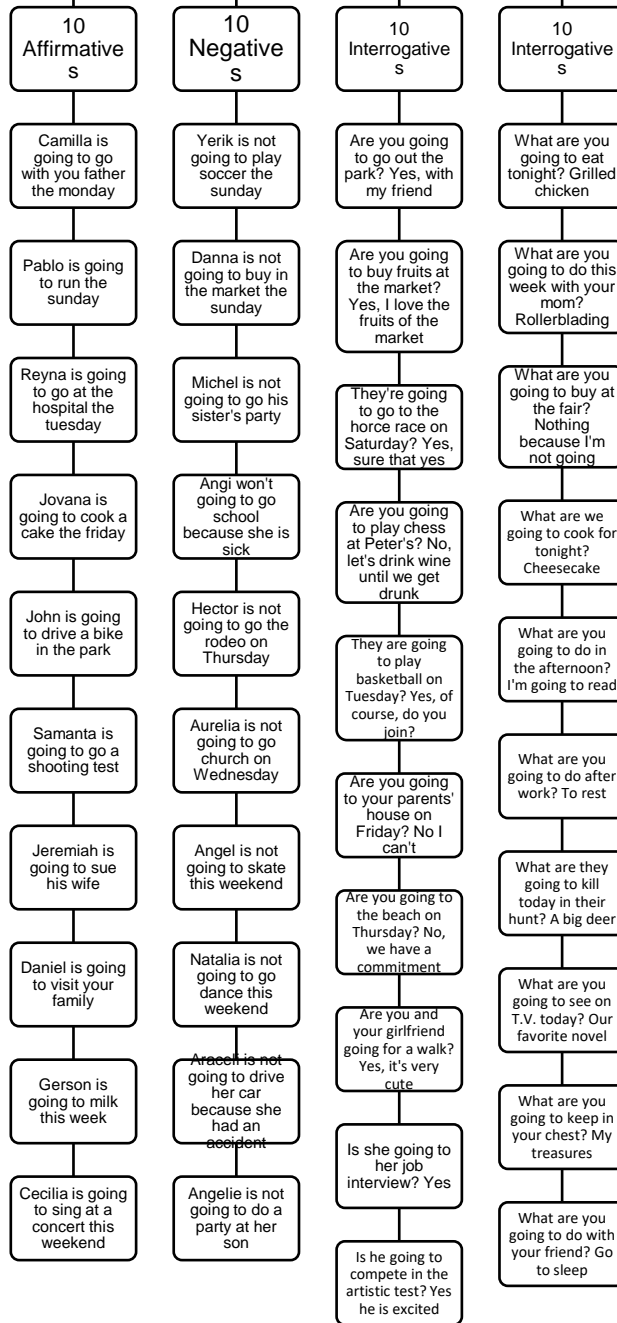 10
Affirmative
s
Camilla is
going to go
with you father
the monday
Pablo is going
to run the
sunday
Reyna is going
to go at the
hospital the
tuesday
Jovana is
going to cook a
cake the friday
John is going
to drive a bike
in the park
Samanta is
going to go a
shooting test
Jeremiah is
going to sue
his wife
Daniel is going
to visit your
family
Gerson is
going to milk
this week
Cecilia is going
to sing at a
concert this
weekend
10
Negative
s
Yerik is not
going to play
soccer the
sunday
Danna is not
going to buy in
the market the
sunday
Michel is not
going to go his
sister's party
Angi won't
going to go
school
because she is
sick
Hector is not
going to go the
rodeo on
Thursday
Aurelia is not
going to go
church on
Wednesday
Angel is not
going to skate
this weekend
Natalia is not
going to go
dance this
weekend
Araceli is not
going to drive
her car
because she
had an
accident
Angelie is not
going to do a
party at her
son
10
Interrogative
s
Are you going
to go out the
park? Yes, with
my friend
Are you going
to buy fruits at
the market?
Yes, I love the
fruits of the
market
They're going
to go to the
horce race on
Saturday? Yes,
sure that yes
Are you going
to play chess
at Peter's? No,
let's drink wine
until we get
drunk
They are going
to play
basketball on
Tuesday? Yes, of
course, do you
join?
Are you going
to your parents'
house on
Friday? No I
can't
Are you going to
the beach on
Thursday? No,
we have a
commitment
Are you and
your girlfriend
going for a walk?
Yes, it's very
cute
Is she going to
her job
interview? Yes
Is he going to
compete in the
artistic test? Yes
he is excited
10
Interrogative
s
What are you
going to eat
tonight? Grilled
chicken
What are you
going to do this
week with your
mom?
Rollerblading
What are you
going to buy at
the fair?
Nothing
because I'm
not going
What are we
going to cook for
tonight?
Cheesecake
What are you
going to do in
the afternoon?
I'm going to read
What are you
going to do after
work? To rest
What are they
going to kill
today in their
hunt? A big deer
What are you
going to see on
T.V. today? Our
favorite novel
What are you
going to keep in
your chest? My
treasures
What are you
going to do with
your friend? Go
to sleep